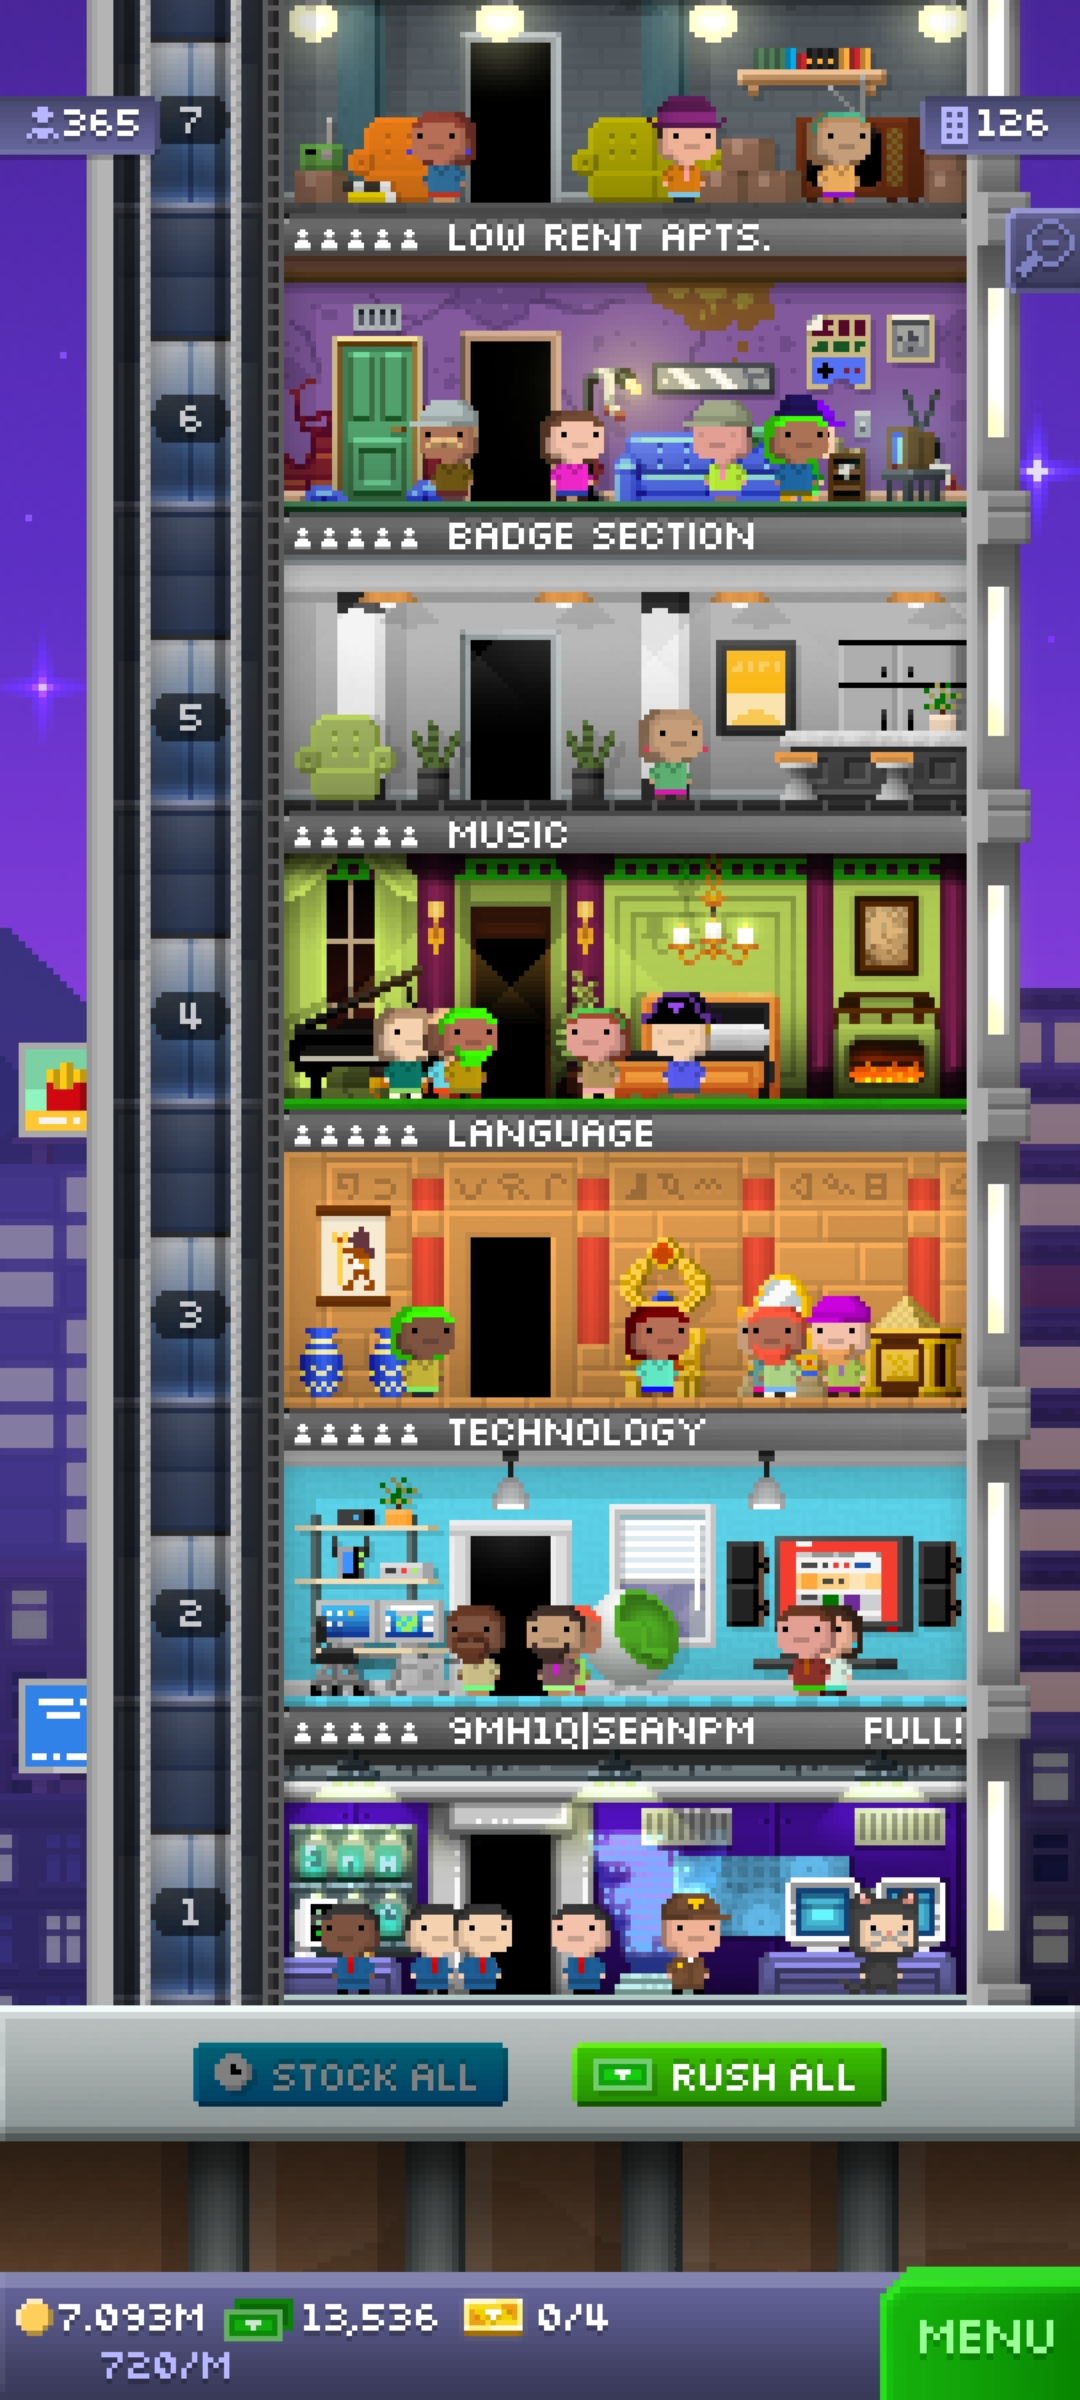 365
7
126
LOW RENT APTS.
6
BADGE SECTION
5
MUSIC
4
LANGUAGE
3
TECHNOLOGY
2
9MH1Q|SEANPM FULL!
1
STOCK ALL
RUSH ALL
7.093M 13,536 0/4
720/M
MENU